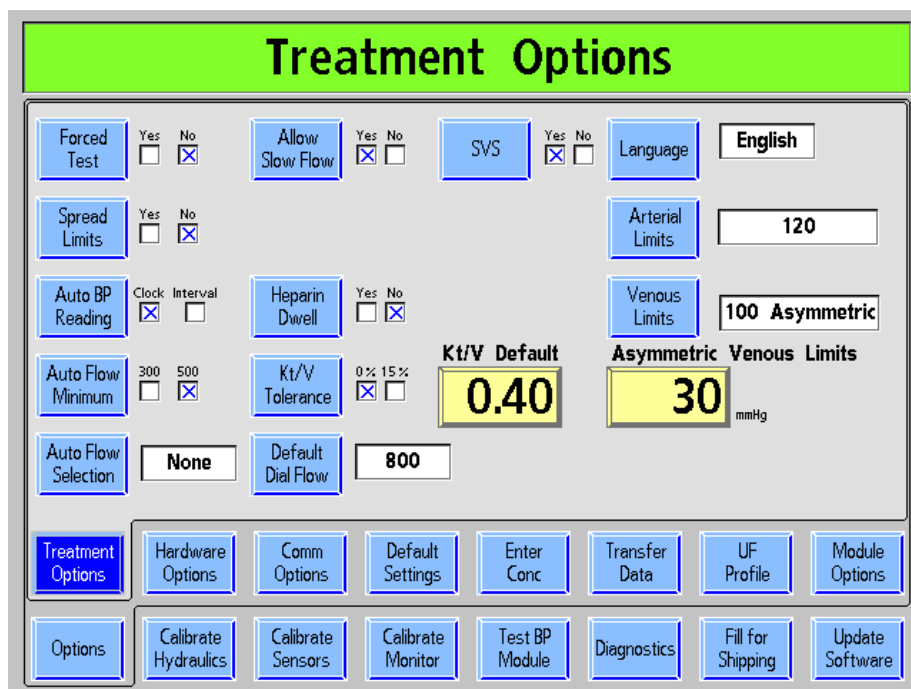 Treatment Options
Forced Test Yes No
Allow Slow Flow Yes No
SVS Yes No
Language English
Spread Limits Yes No
Arterial Limits 120
Auto BP Reading Clock Interval
Heparin Dwell Yes No
Venous Limits 100 Asymmetric
Auto Flow Minimum 300 500
Kt/V Tolerance 0% 15%
Kt/V Default 0.40
Asymmetric Venous Limits 30 mmHg
Auto Flow Selection None
Default Dial Flow 800
Treatment Options
Hardware Options
Comm Options
Default Settings
Enter Conc
Transfer Data
UF Profile
Module Options
Options
Calibrate Hydraulics
Calibrate Sensors
Calibrate Monitor
Test BP Module
Diagnostics
Fill for Shipping
Update Software